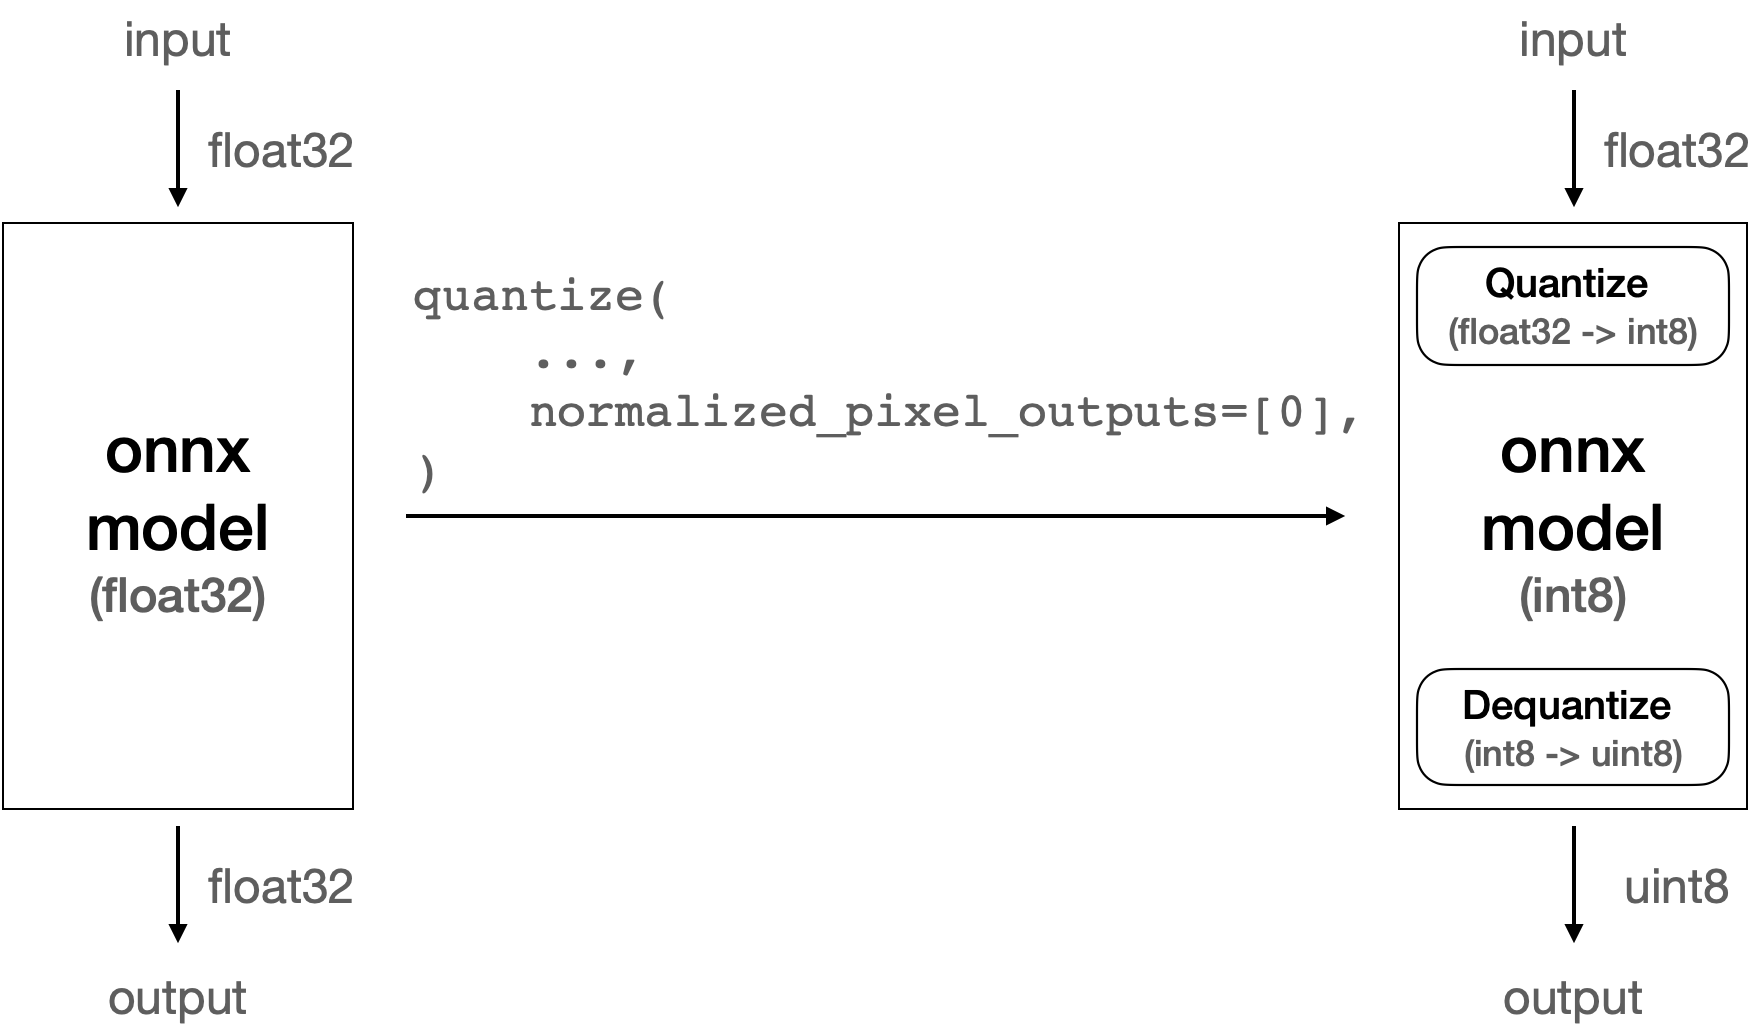 input
float32
onnx
model
(float32)
float32
output
quantize(
...,
normalized_pixel_outputs=[0],
)
input
float32
Quantize
(float32 -> int8)
onnx
model
(int8)
Dequantize
(int8 -> uint8)
uint8
output